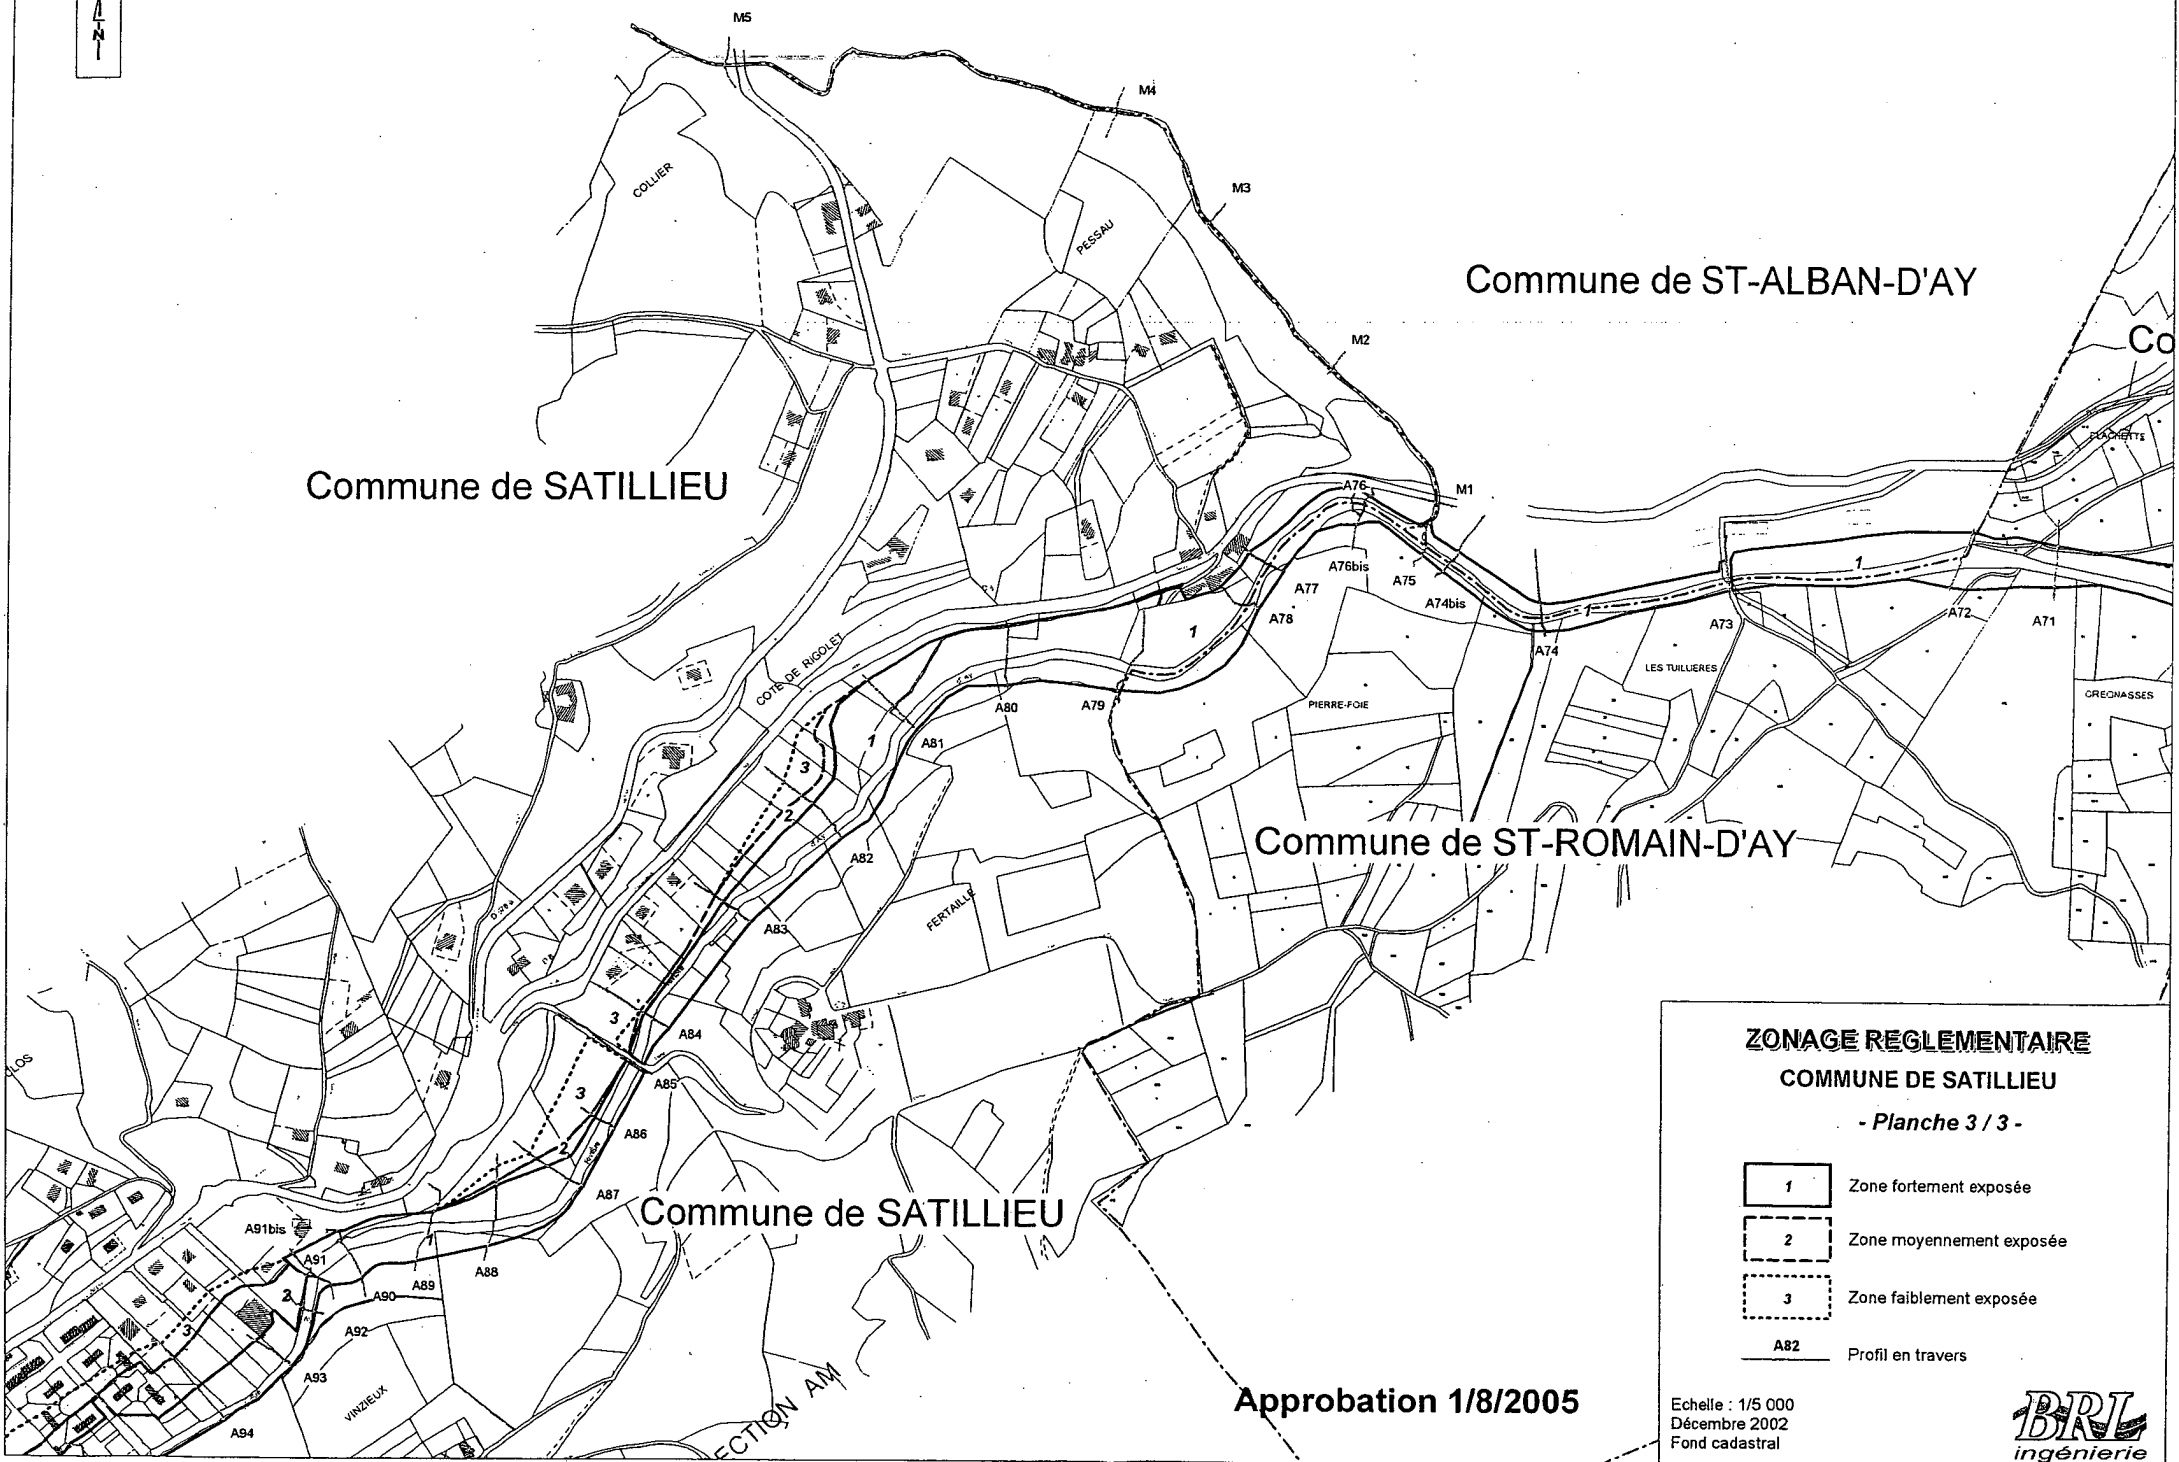 N
M5
M4
COLLIER
M3
PESSAU
Commune de ST-ALBAN-D'AY
M2
Co
Commune de SATILLIEU
A76
M1
1
A76bis
A75
A77
A74bis
1
A72
A78
A71
1
A73
A74
COTE DE RIGOLET
LES TUILLIERES
d'ay
GREGNASSES
A80
A79
PIERRE-FOIE
1
A81
3
2
Commune de ST-ROMAIN-D'AY
A82
FERTAILLE
A83
3
A84
CLOS
A85
3
A86
2
A87
Commune de SATILLIEU
A91bis
A91
A88
A89
2
A90
3
A92
A93
VINZIEUX
A94
ECTION AM
Approbation 1/8/2005
ZONAGE REGLEMENTAIRE
COMMUNE DE SATILLIEU
- Planche 3 / 3 -
1 Zone fortement exposée
2 Zone moyennement exposée
3 Zone faiblement exposée
A82 Profil en travers
Echelle : 1/5 000
Décembre 2002
Fond cadastral
BRL
ingénierie